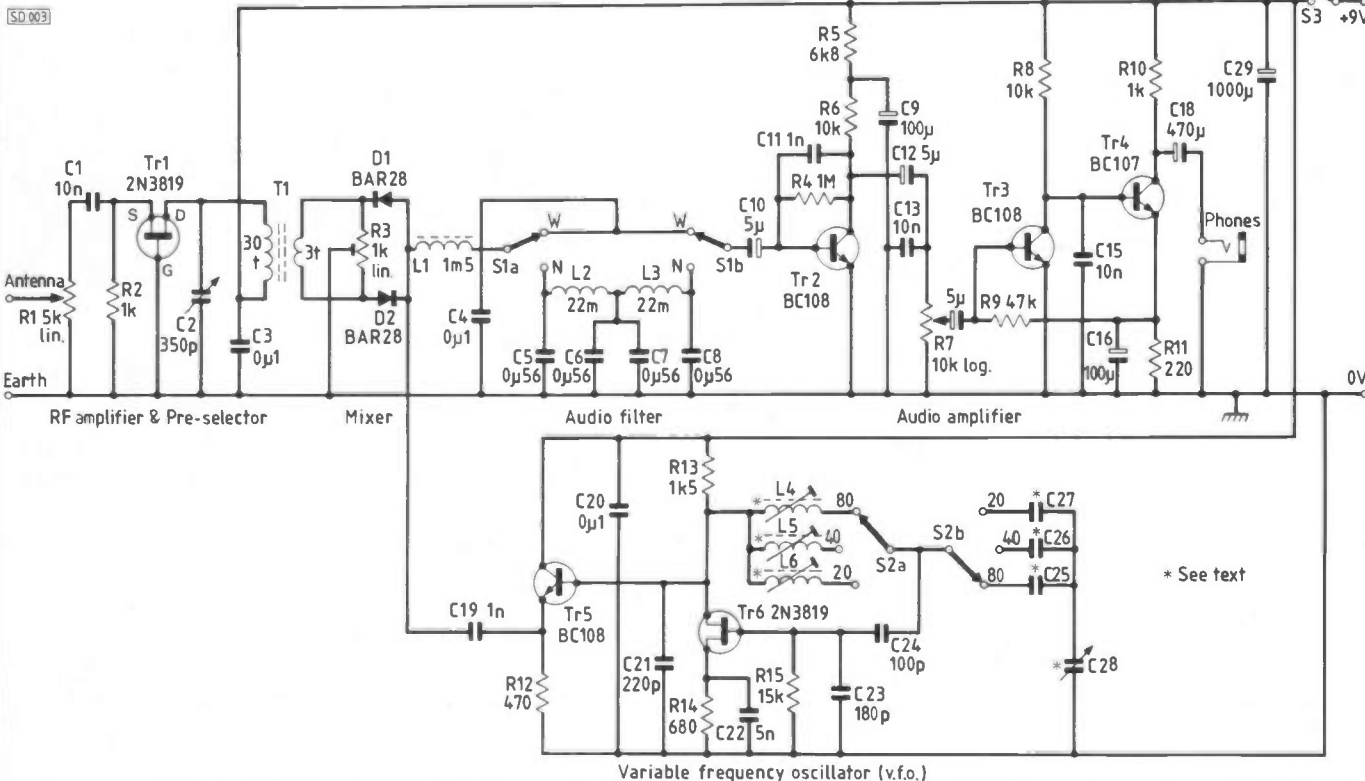 SD 003
S3 +9V
R5
6k8
R8
10k
R10
1k
C29
1000µ
C1
10n
Tr1
2N3819
S D
G
T1
30
t
3t
D1
BAR28
R3
1k
lin.
D2
BAR28
L1 1m5
S1a
W
W
N
N
S1b
L2
22m
L3
22m
C10
5µ
C11 1n
R4 1M
R6
10k
C9
100µ
C12 5µ
C13
10n
Tr2
BC108
Tr3
BC108
Tr4
BC107
C18
470µ
Phones
C15
10n
5µ
R9 47k
R7
10k log.
C16
100µ
R11
220
Antenna
R1 5k
lin.
R2
1k
C2
350p
C3
0µ1
C4
0µ1
C5
0µ56
C6
0µ56
C7
0µ56
C8
0µ56
Earth
0V
RF amplifier & Pre-selector
Mixer
Audio filter
Audio amplifier
R13
1k5
C20
0µ1
* L4
80
* L5
40
* L6
20
S2a
S2b
20
* C27
40
* C26
80
* C25
* See text
C19 1n
Tr5
BC108
Tr6 2N3819
C24
100p
* C28
R12
470
C21
220p
R14
680
C22
5n
R15
15k
C23
180p
Variable frequency oscillator (v.f.o.)